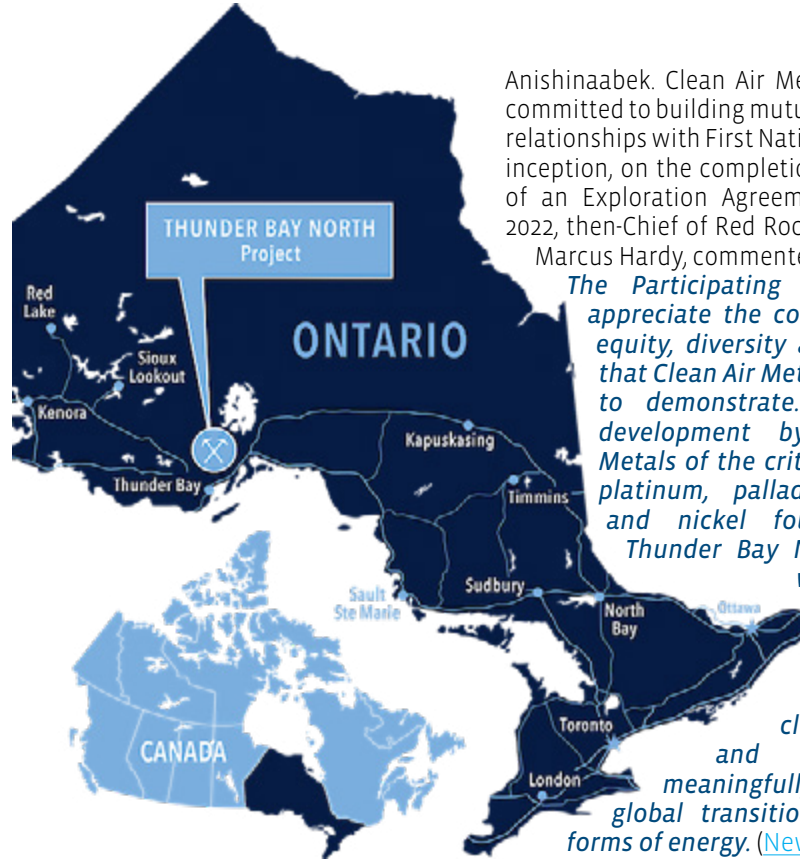 THUNDER BAY NORTH
Project
Red
Lake
Sioux
Lookout
Kenora
Thunder Bay
ONTARIO
Kapuskasing
Timmins
Sudbury
Sault
Ste Marie
North
Bay
Ottawa
Toronto
London
CANADA
Anishinaabek. Clean Air Me
committed to building mutu
relationships with First Nati
inception, on the completio
of an Exploration Agreem
2022, then-Chief of Red Roc
Marcus Hardy, commente
The Participating
appreciate the co
equity, diversity a
that Clean Air Met
to demonstrate.
development by
Metals of the crit
platinum, pallad
and nickel fou
Thunder Bay N
cl
and
meaningfull
global transitio
forms of energy. (Nev